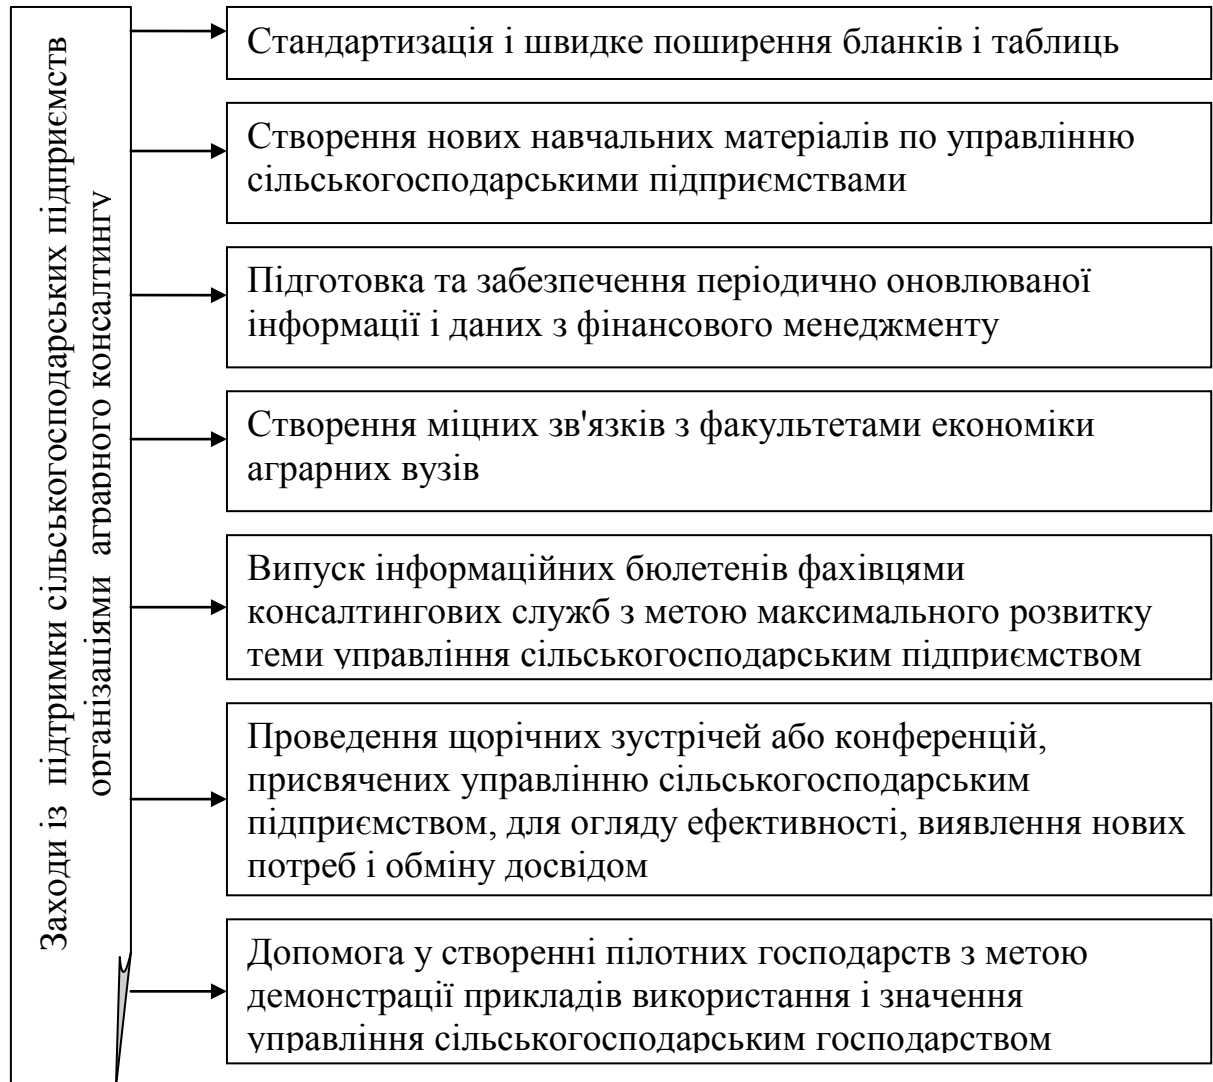 Заходи із підтримки сільськогосподарських підприємств
організаціями аграрного консалтингу
Стандартизація і швидке поширення бланків і таблиць
Створення нових навчальних матеріалів по управлінню
сільськогосподарськими підприємствами
Підготовка та забезпечення періодично оновлюваної
інформації і даних з фінансового менеджменту
Створення міцних зв'язків з факультетами економіки
аграрних вузів
Випуск інформаційних бюлетенів фахівцями
консалтингових служб з метою максимального розвитку
теми управління сільськогосподарським підприємством
Проведення щорічних зустрічей або конференцій,
присвячених управлінню сільськогосподарським
підприємством, для огляду ефективності, виявлення нових
потреб і обміну досвідом
Допомога у створенні пілотних господарств з метою
демонстрації прикладів використання і значення
управління сільськогосподарським господарством